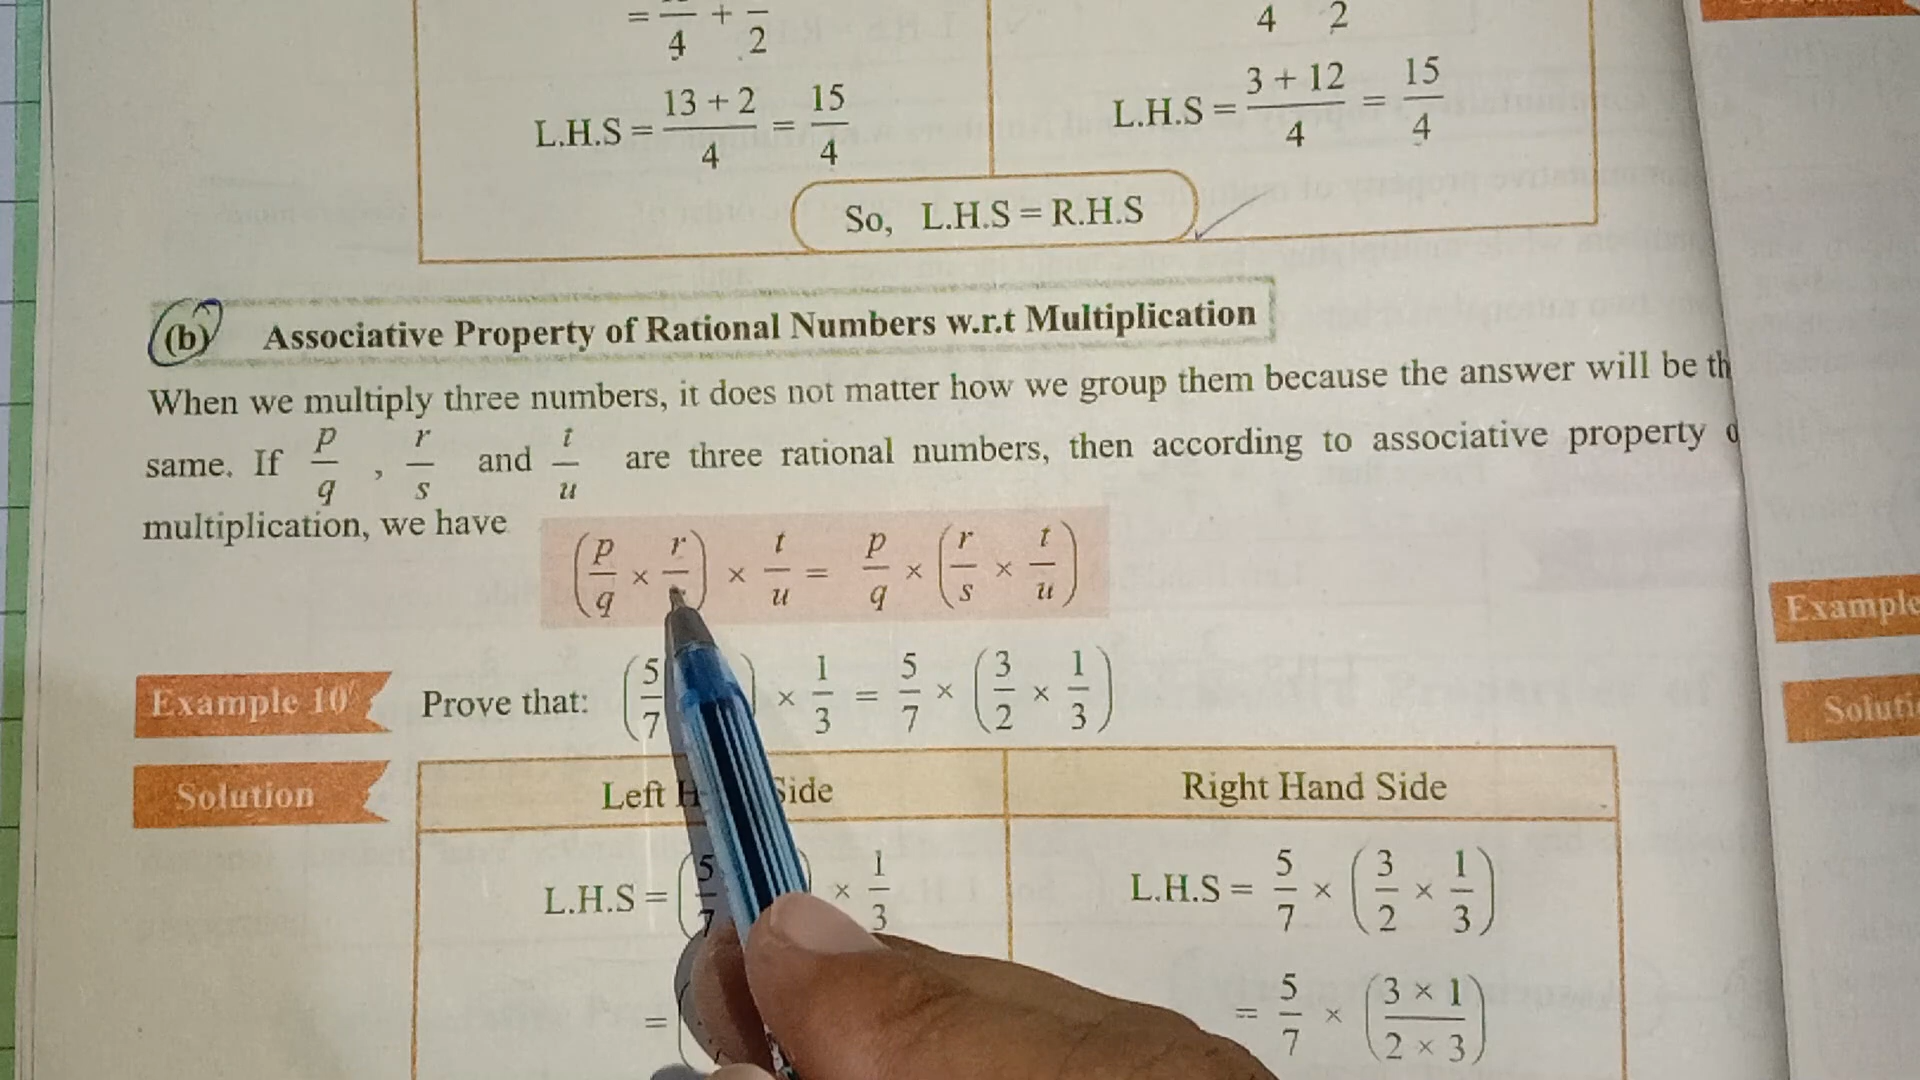 = — + —
4 2
L.H.S = 13 + 2 / 4 = 15 / 4
4 2
L.H.S = 3 + 12 / 4 = 15 / 4
So, L.H.S = R.H.S
(b) Associative Property of Rational Numbers w.r.t Multiplication
When we multiply three numbers, it does not matter how we group them because the answer will be th
same. If p/q , r/s and t/u are three rational numbers, then according to associative property o
multiplication, we have
(p/q × r/) × t/u = p/q × (r/s × t/u)
Example 10 Prove that: (5/7 ) × 1/3 = 5/7 × (3/2 × 1/3)
Solution
Left H Side
Right Hand Side
L.H.S = (5/7 ) × 1/3
L.H.S = 5/7 × (3/2 × 1/3)
= (
= 5/7 × (3 × 1 / 2 × 3)
Example
Soluti